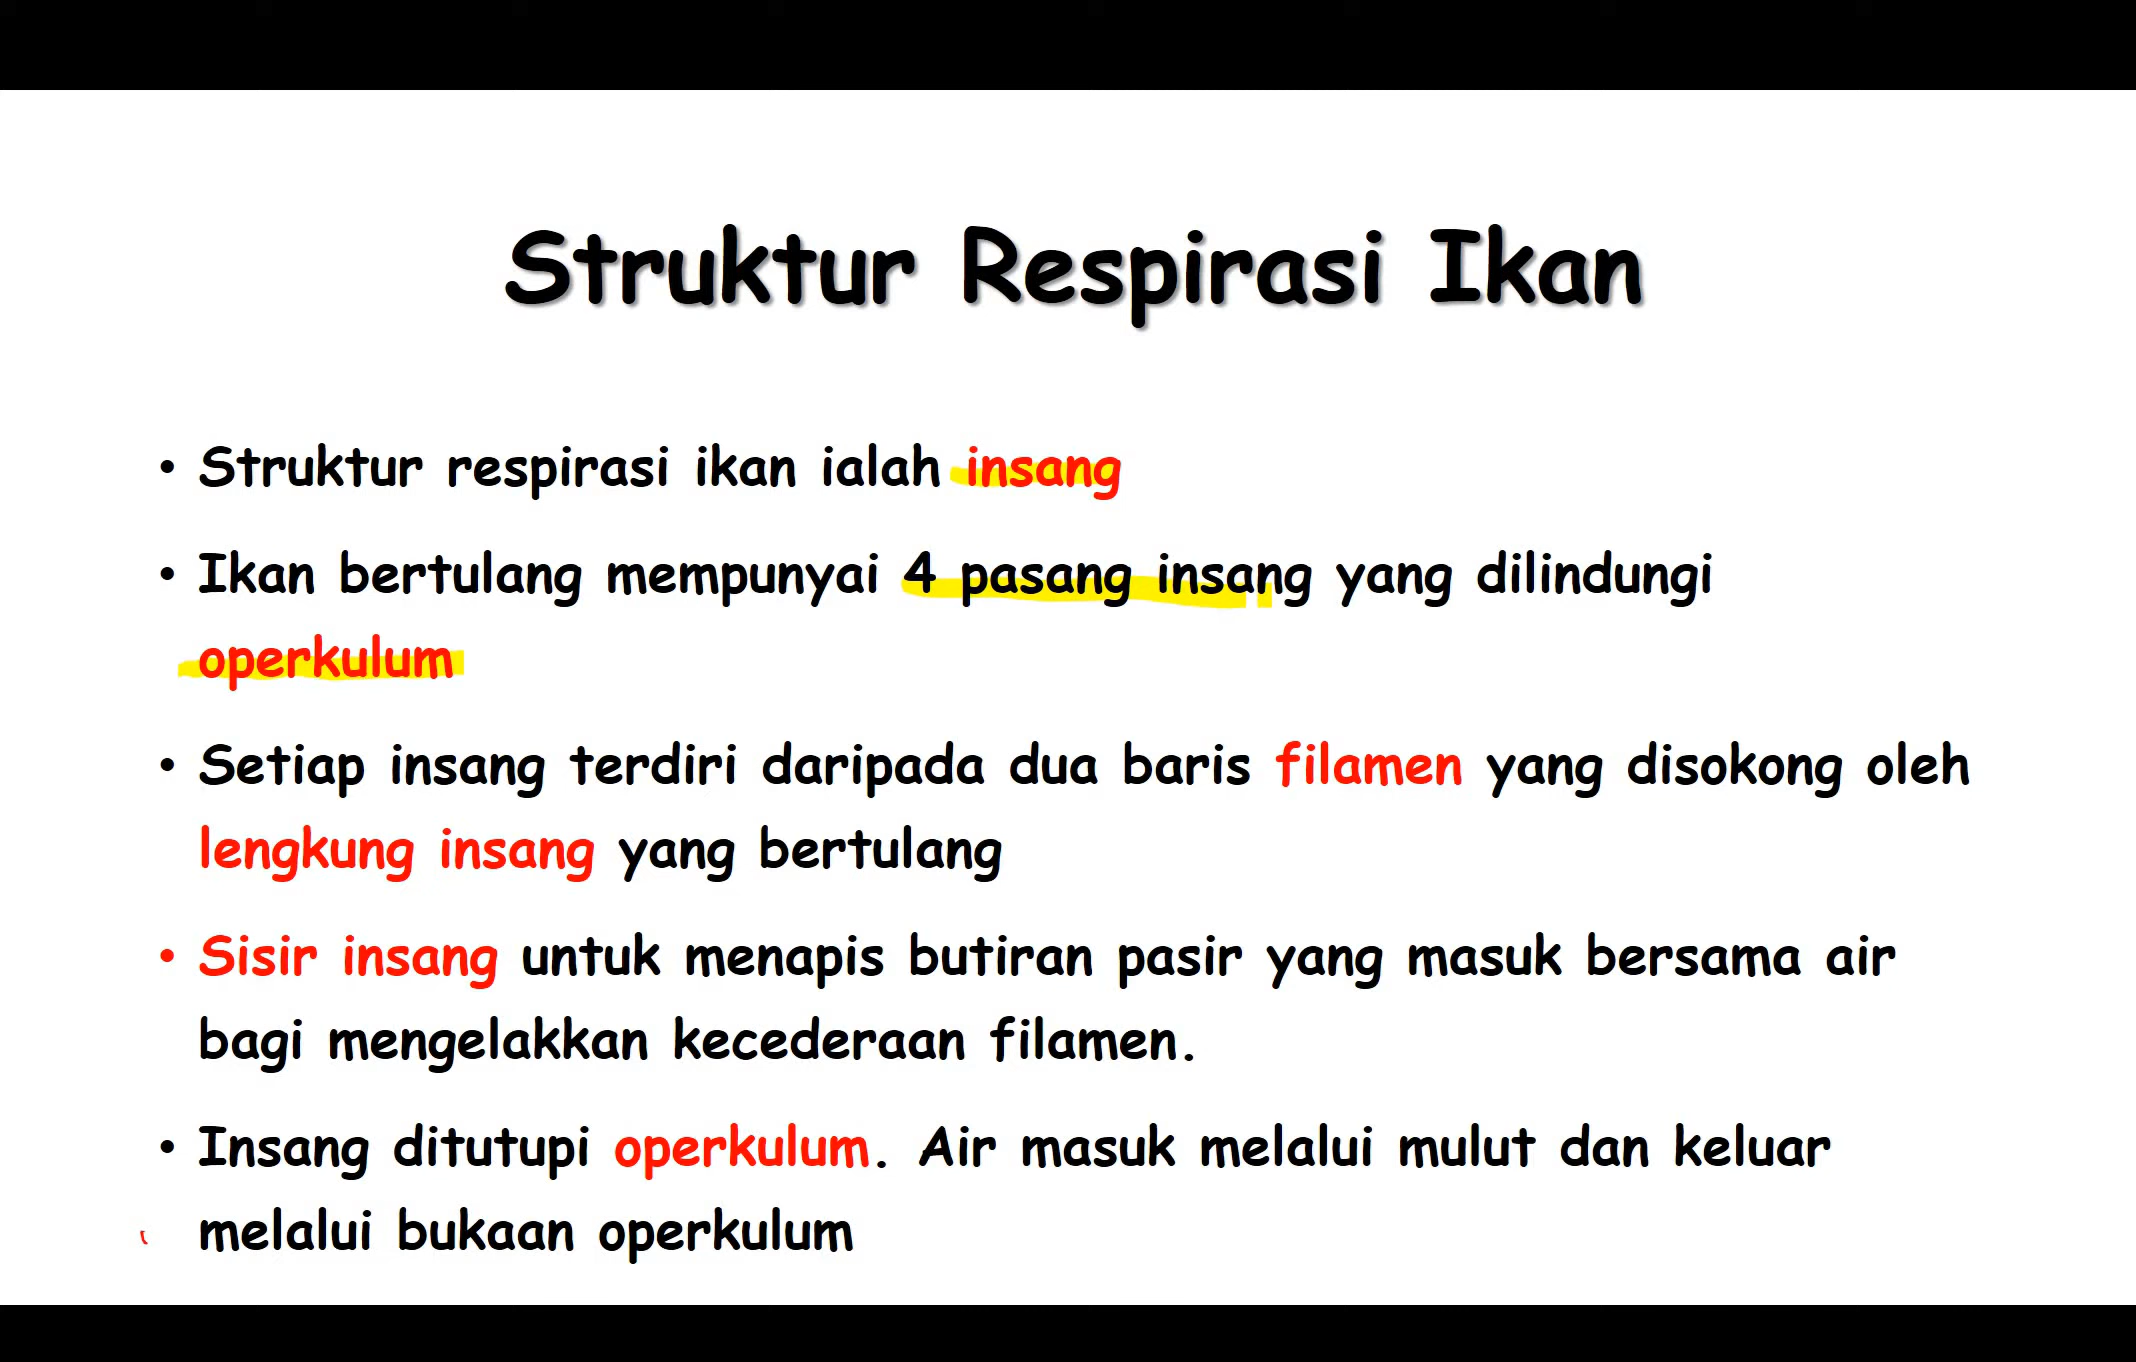 Struktur Respirasi Ikan
• Struktur respirasi ikan ialah insang
• Ikan bertulang mempunyai 4 pasang insang yang dilindungi
operkulum
• Setiap insang terdiri daripada dua baris filamen yang disokong oleh
lengkung insang yang bertulang
• Sisir insang untuk menapis butiran pasir yang masuk bersama air
bagi mengelakkan kecederaan filamen.
• Insang ditutupi operkulum. Air masuk melalui mulut dan keluar
melalui bukaan operkulum